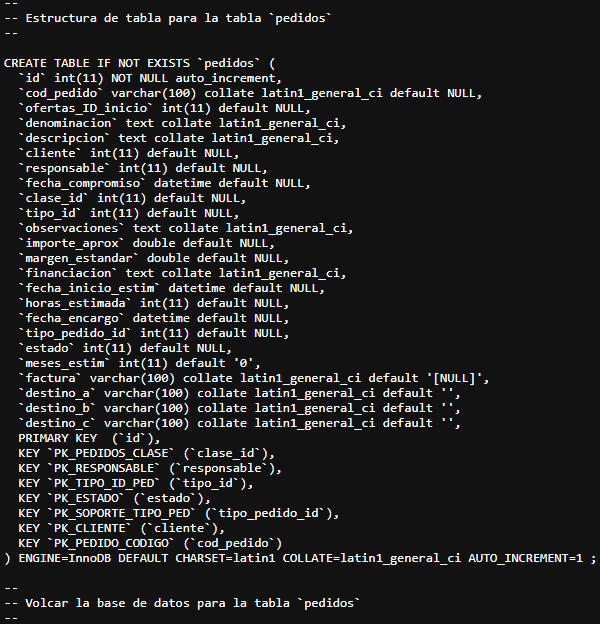 --
-- Estructura de tabla para la tabla `pedidos`
--
CREATE TABLE IF NOT EXISTS `pedidos` (
  `id` int(11) NOT NULL auto_increment,
  `cod_pedido` varchar(100) collate latin1_general_ci default NULL,
  `ofertas_ID_inicio` int(11) default NULL,
  `denominacion` text collate latin1_general_ci,
  `descripcion` text collate latin1_general_ci,
  `cliente` int(11) default NULL,
  `responsable` int(11) default NULL,
  `fecha_compromiso` datetime default NULL,
  `clase_id` int(11) default NULL,
  `tipo_id` int(11) default NULL,
  `observaciones` text collate latin1_general_ci,
  `importe_aprox` double default NULL,
  `margen_estandar` double default NULL,
  `financiacion` text collate latin1_general_ci,
  `fecha_inicio_estim` datetime default NULL,
  `horas_estimada` int(11) default NULL,
  `fecha_encargo` datetime default NULL,
  `tipo_pedido_id` int(11) default NULL,
  `estado` int(11) default NULL,
  `meses_estim` int(11) default '0',
  `factura` varchar(100) collate latin1_general_ci default '[NULL]',
  `destino_a` varchar(100) collate latin1_general_ci default '',
  `destino_b` varchar(100) collate latin1_general_ci default '',
  `destino_c` varchar(100) collate latin1_general_ci default '',
  PRIMARY KEY  (`id`),
  KEY `PK_PEDIDOS_CLASE` (`clase_id`),
  KEY `PK_RESPONSABLE` (`responsable`),
  KEY `PK_TIPO_ID_PED` (`tipo_id`),
  KEY `PK_ESTADO` (`estado`),
  KEY `PK_SOPORTE_TIPO_PED` (`tipo_pedido_id`),
  KEY `PK_CLIENTE` (`cliente`),
  KEY `PK_PEDIDO_CODIGO` (`cod_pedido`)
) ENGINE=InnoDB DEFAULT CHARSET=latin1 COLLATE=latin1_general_ci AUTO_INCREMENT=1 ;
--
-- Volcar la base de datos para la tabla `pedidos`
--